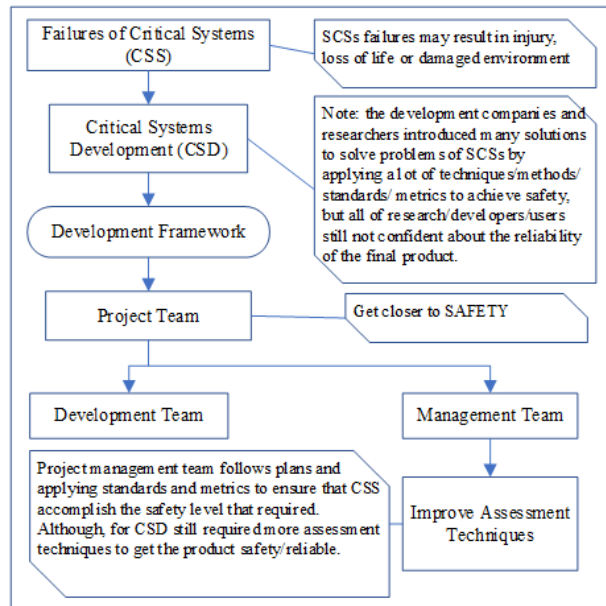 Failures of Critical Systems
(CSS)
SCSs failures may result in injury,
loss of life or damaged environment
Critical Systems
Development (CSD)
Note: the development companies and
researchers introduced many solutions
to solve problems of SCSs by
applying a lot of techniques/methods/
standards/ metrics to achieve safety,
but all of research/developers/users
still not confident about the reliability
of the final product.
Development Framework
Project Team
Get closer to SAFETY
Development Team
Management Team
Project management team follows plans and
applying standards and metrics to ensure that CSS
accomplish the safety level that required.
Although, for CSD still required more assessment
techniques to get the product safety/reliable.
Improve Assessment
Techniques